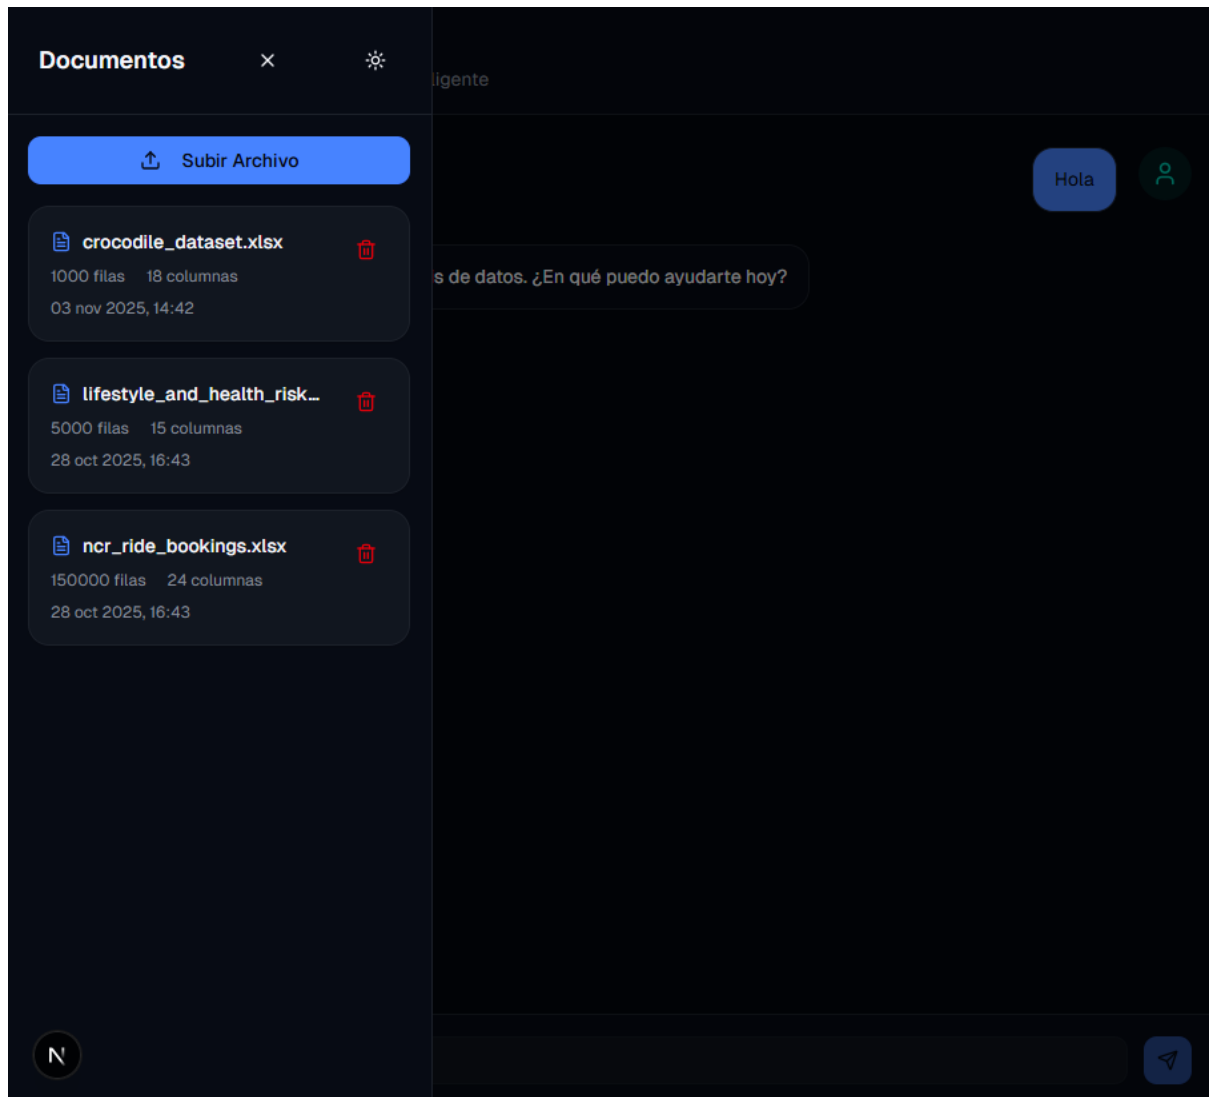 Documentos
ligente
Subir Archivo
Hola
crocodile_dataset.xlsx
1000 filas 18 columnas
03 nov 2025, 14:42
s de datos. ¿En qué puedo ayudarte hoy?
lifestyle_and_health_risk...
5000 filas 15 columnas
28 oct 2025, 16:43
ncr_ride_bookings.xlsx
150000 filas 24 columnas
28 oct 2025, 16:43
N